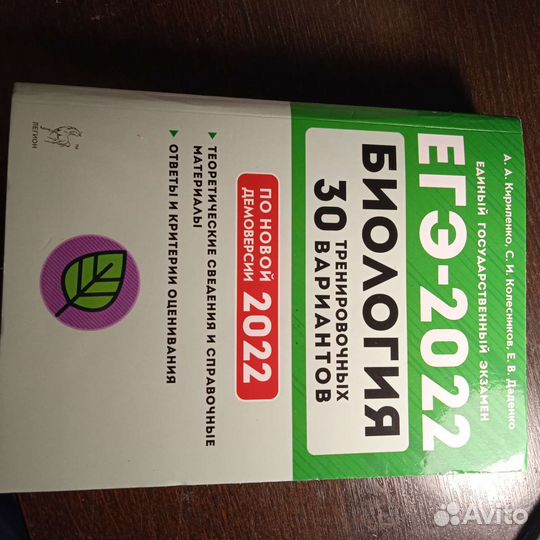 А. А. Кириленко, С. И. Колесников, Е. В. Даденко
ЕДИНЫЙ ГОСУДАРСТВЕННЫЙ ЭКЗАМЕН
ЕГЭ-2022
БИОЛОГИЯ
30 ТРЕНИРОВОЧНЫХ
ВАРИАНТОВ
ПО НОВОЙ
ДЕМОВЕРСИИ
2022
▶ ТЕОРЕТИЧЕСКИЕ СВЕДЕНИЯ И СПРАВОЧНЫЕ
МАТЕРИАЛЫ
▶ ОТВЕТЫ И КРИТЕРИИ ОЦЕНИВАНИЯ
TM
ЛЕГИОН
Avito